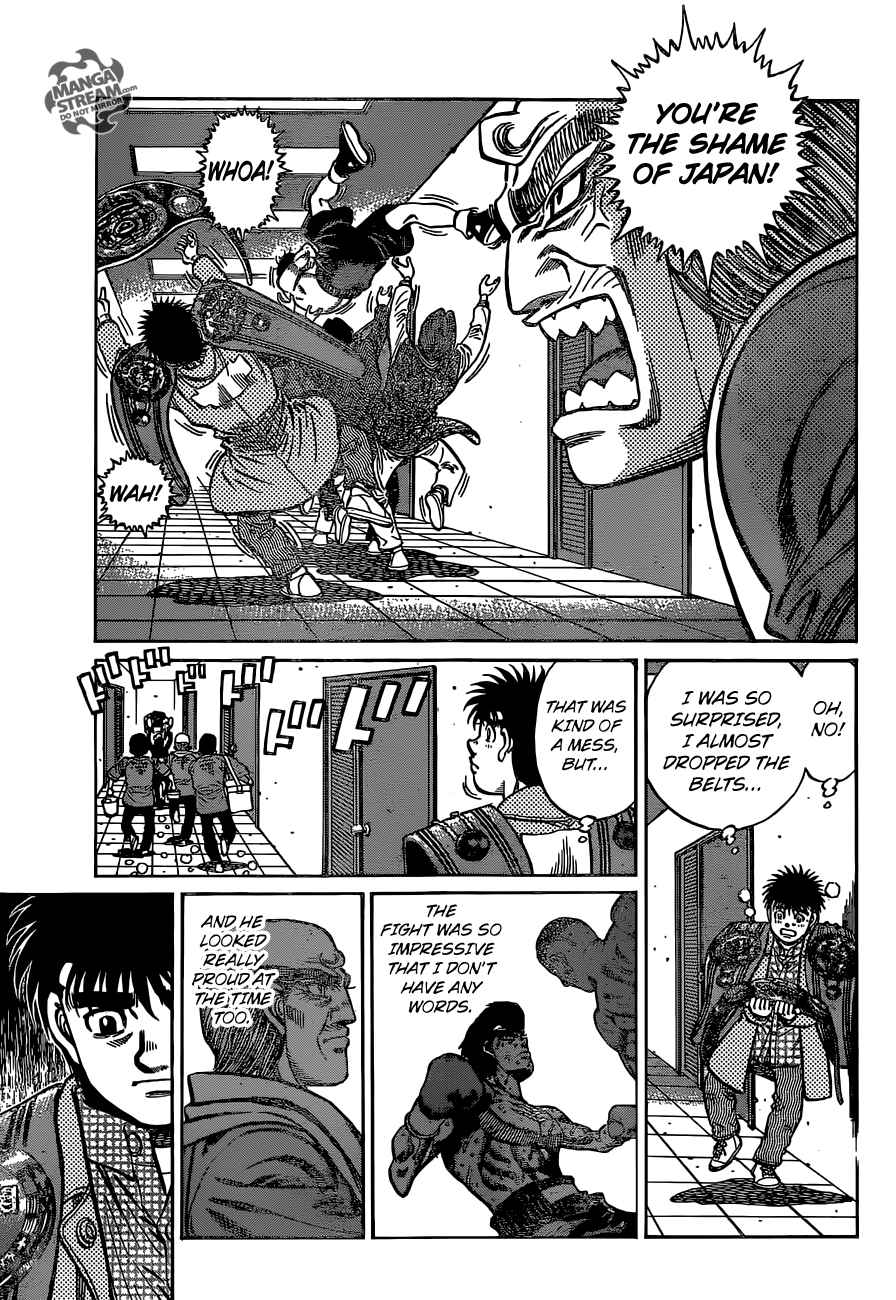 MANGA
STREAM.com
DO NOT MIRROR
YOU'RE
THE SHAME
OF JAPAN!
WHOA!
WAH!
OH,
NO!
I WAS SO
SURPRISED,
I ALMOST
DROPPED THE
BELTS...
THAT WAS
KIND OF
A MESS,
BUT...
ドドドドド
THE
FIGHT WAS SO
IMPRESSIVE
THAT I DON'T
HAVE ANY
WORDS.
AND HE
LOOKED
REALLY
PROUD AT
THE TIME
TOO.